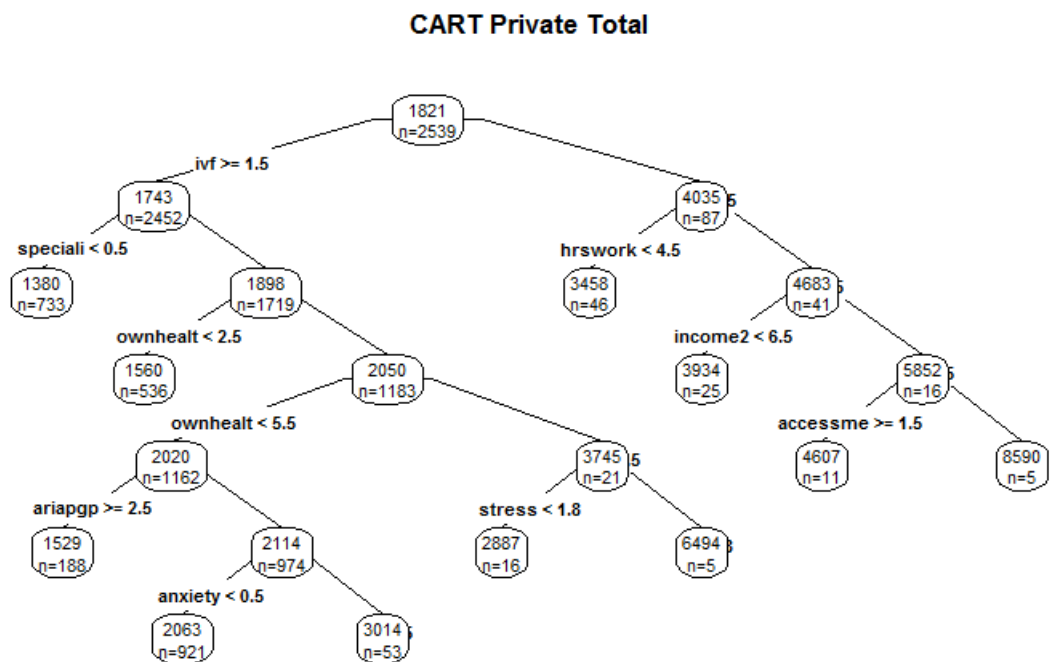 CART Private Total
1821
n=2539
ivf >= 1.5
1743
n=2452
4035
n=87
speciali < 0.5
hrswork < 4.5
1380
n=733
1898
n=1719
3458
n=46
4683
n=41
ownhealt < 2.5
income2 < 6.5
1560
n=536
2050
n=1183
3934
n=25
5852
n=16
ownhealt < 5.5
accessme >= 1.5
2020
n=1162
3745
n=21
4607
n=11
8590
n=5
ariapgp >= 2.5
stress < 1.8
1529
n=188
2114
n=974
2887
n=16
6494
n=5
anxiety < 0.5
2063
n=921
3014
n=53